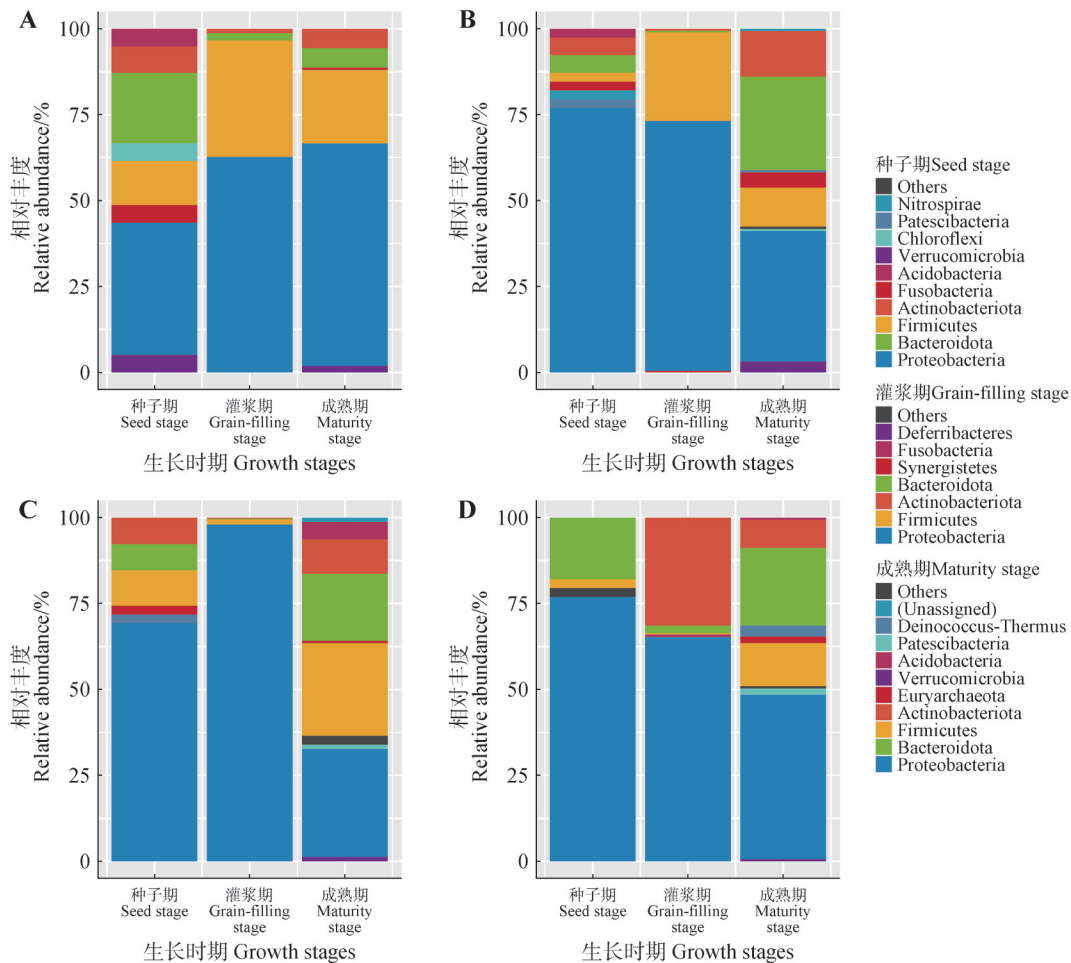 A
100
75
50
25
0
相对丰度
Relative abundance/%
种子期
Seed stage
灌浆期
Grain-filling
stage
成熟期
Maturity
stage
生长时期 Growth stages
B
100
75
50
25
0
相对丰度
Relative abundance/%
种子期
Seed stage
灌浆期
Grain-filling
stage
成熟期
Maturity
stage
生长时期 Growth stages
C
100
75
50
25
0
相对丰度
Relative abundance/%
种子期
Seed stage
灌浆期
Grain-filling
stage
成熟期
Maturity
stage
生长时期 Growth stages
D
100
75
50
25
0
相对丰度
Relative abundance/%
种子期
Seed stage
灌浆期
Grain-filling
stage
成熟期
Maturity
stage
生长时期 Growth stages
种子期Seed stage
Others
Nitrospirae
Patescibacteria
Chloroflexi
Verrucomicrobia
Acidobacteria
Fusobacteria
Actinobacteriota
Firmicutes
Bacteroidota
Proteobacteria
灌浆期Grain-filling stage
Others
Deferribacteres
Fusobacteria
Synergistetes
Bacteroidota
Actinobacteriota
Firmicutes
Proteobacteria
成熟期Maturity stage
Others
(Unassigned)
Deinococcus-Thermus
Patescibacteria
Acidobacteria
Verrucomicrobia
Euryarchaeota
Actinobacteriota
Firmicutes
Bacteroidota
Proteobacteria